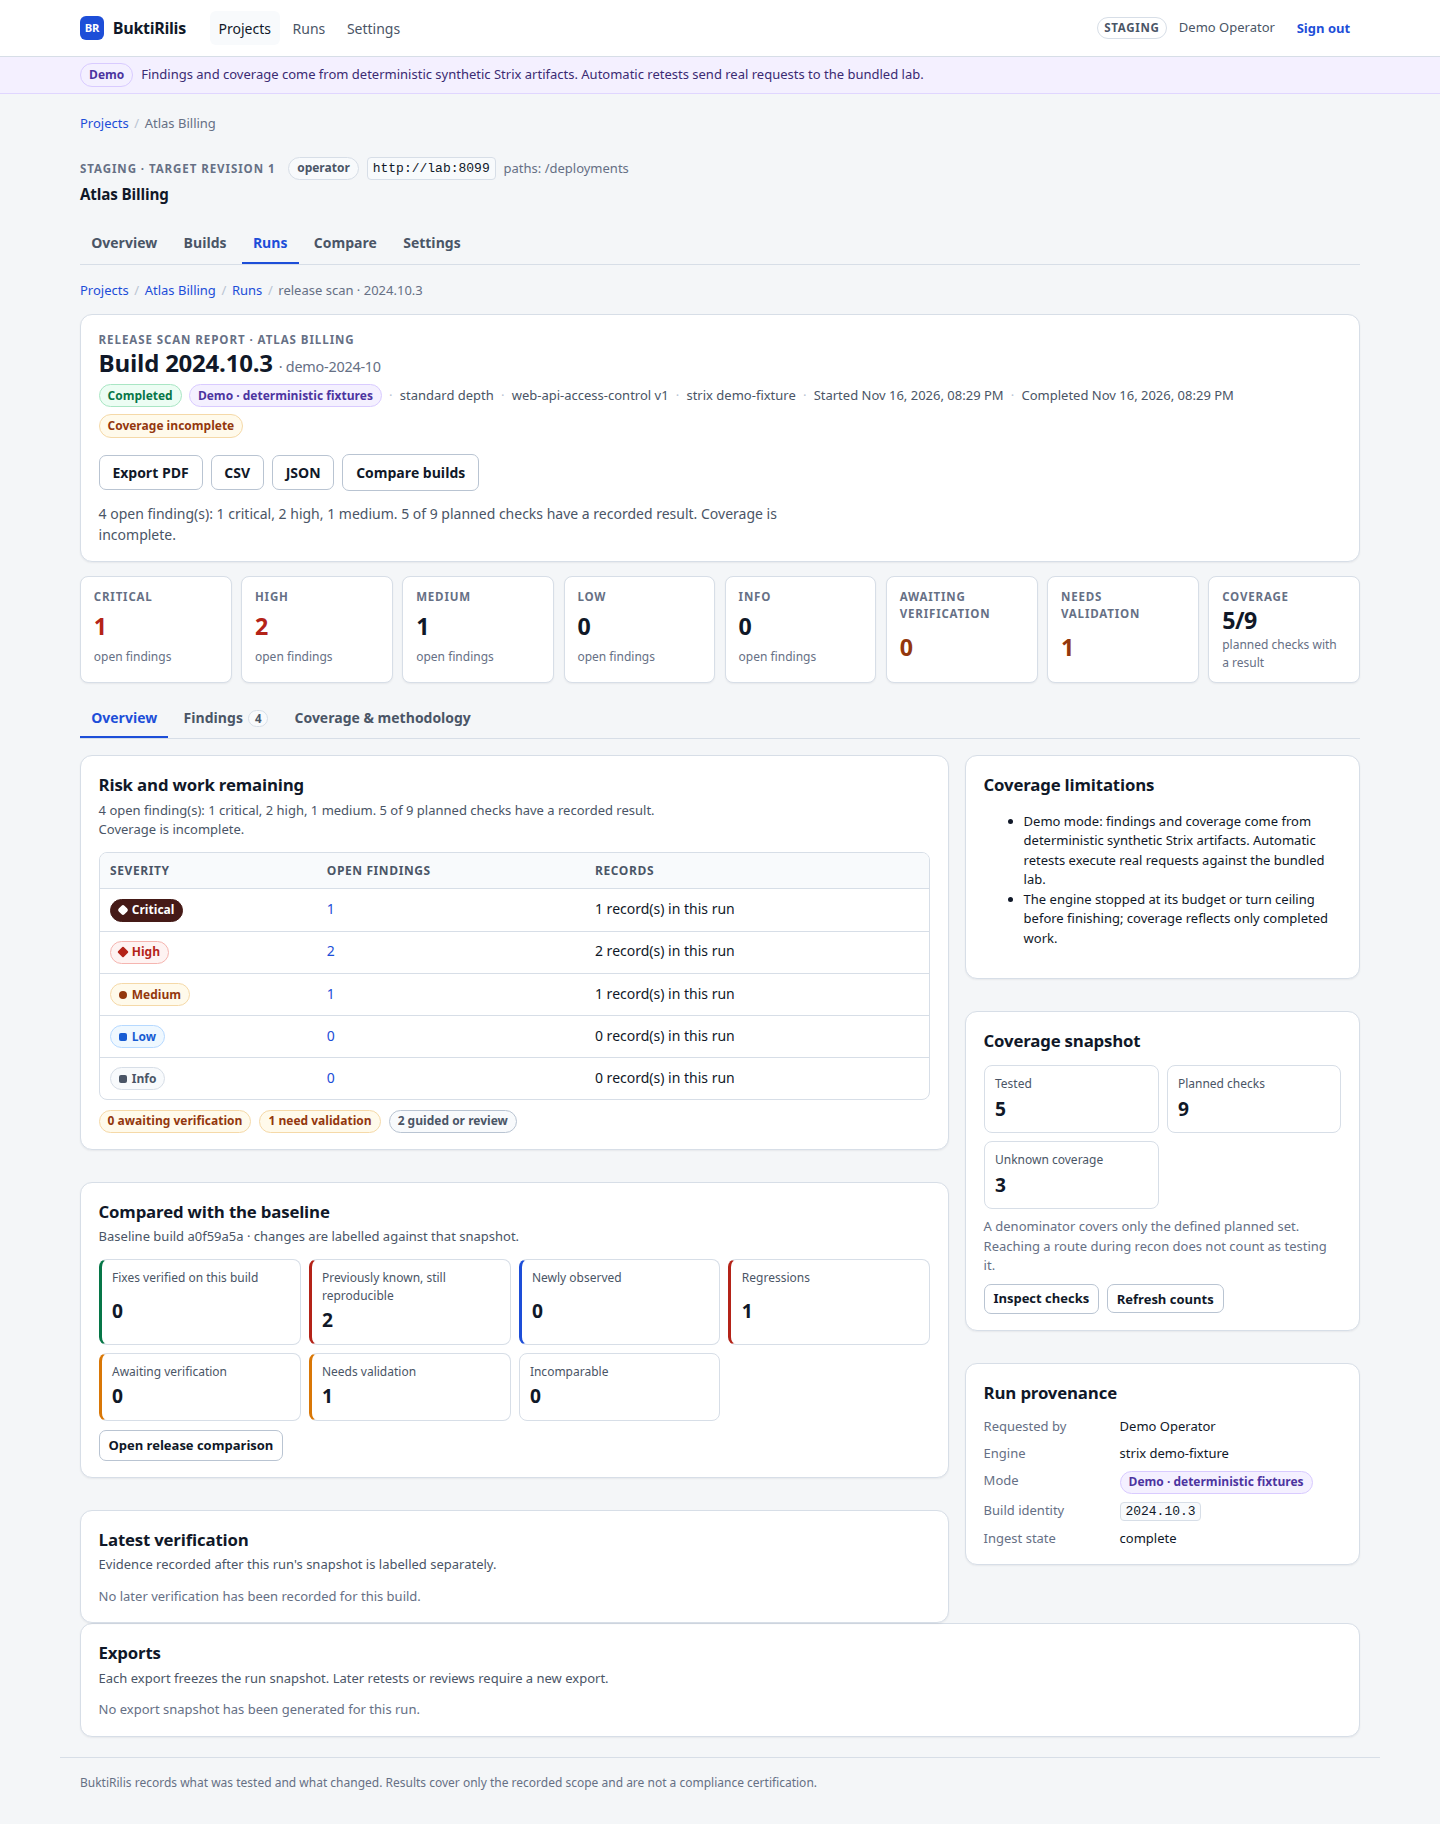 BR BuktiRilis Projects Runs Settings STAGING Demo Operator Sign out
Demo Findings and coverage come from deterministic synthetic Strix artifacts. Automatic retests send real requests to the bundled lab.
Projects / Atlas Billing
STAGING · TARGET REVISION 1 operator http://lab:8099 paths: /deployments
Atlas Billing
Overview Builds Runs Compare Settings
Projects / Atlas Billing / Runs / release scan · 2024.10.3
RELEASE SCAN REPORT · ATLAS BILLING
Build 2024.10.3 · demo-2024-10
Completed Demo · deterministic fixtures · standard depth · web-api-access-control v1 · strix demo-fixture · Started Nov 16, 2026, 08:29 PM · Completed Nov 16, 2026, 08:29 PM
Coverage incomplete
Export PDF CSV JSON Compare builds
4 open finding(s): 1 critical, 2 high, 1 medium. 5 of 9 planned checks have a recorded result. Coverage is
incomplete.
CRITICAL
1
open findings
HIGH
2
open findings
MEDIUM
1
open findings
LOW
0
open findings
INFO
0
open findings
AWAITING
VERIFICATION
0
NEEDS
VALIDATION
1
COVERAGE
5/9
planned checks with
a result
Overview Findings 4 Coverage & methodology
Risk and work remaining
4 open finding(s): 1 critical, 2 high, 1 medium. 5 of 9 planned checks have a recorded result.
Coverage is incomplete.
SEVERITY OPEN FINDINGS RECORDS
Critical 1 1 record(s) in this run
High 2 2 record(s) in this run
Medium 1 1 record(s) in this run
Low 0 0 record(s) in this run
Info 0 0 record(s) in this run
0 awaiting verification 1 need validation 2 guided or review
Compared with the baseline
Baseline build a0f59a5a · changes are labelled against that snapshot.
Fixes verified on this build
0
Previously known, still
reproducible
2
Newly observed
0
Regressions
1
Awaiting verification
0
Needs validation
1
Incomparable
0
Open release comparison
Latest verification
Evidence recorded after this run's snapshot is labelled separately.
No later verification has been recorded for this build.
Coverage limitations
• Demo mode: findings and coverage come from
deterministic synthetic Strix artifacts. Automatic
retests execute real requests against the bundled
lab.
• The engine stopped at its budget or turn ceiling
before finishing; coverage reflects only completed
work.
Coverage snapshot
Tested
5
Planned checks
9
Unknown coverage
3
A denominator covers only the defined planned set.
Reaching a route during recon does not count as testing
it.
Inspect checks Refresh counts
Run provenance
Requested by Demo Operator
Engine strix demo-fixture
Mode Demo · deterministic fixtures
Build identity 2024.10.3
Ingest state complete
Exports
Each export freezes the run snapshot. Later retests or reviews require a new export.
No export snapshot has been generated for this run.
BuktiRilis records what was tested and what changed. Results cover only the recorded scope and are not a compliance certification.